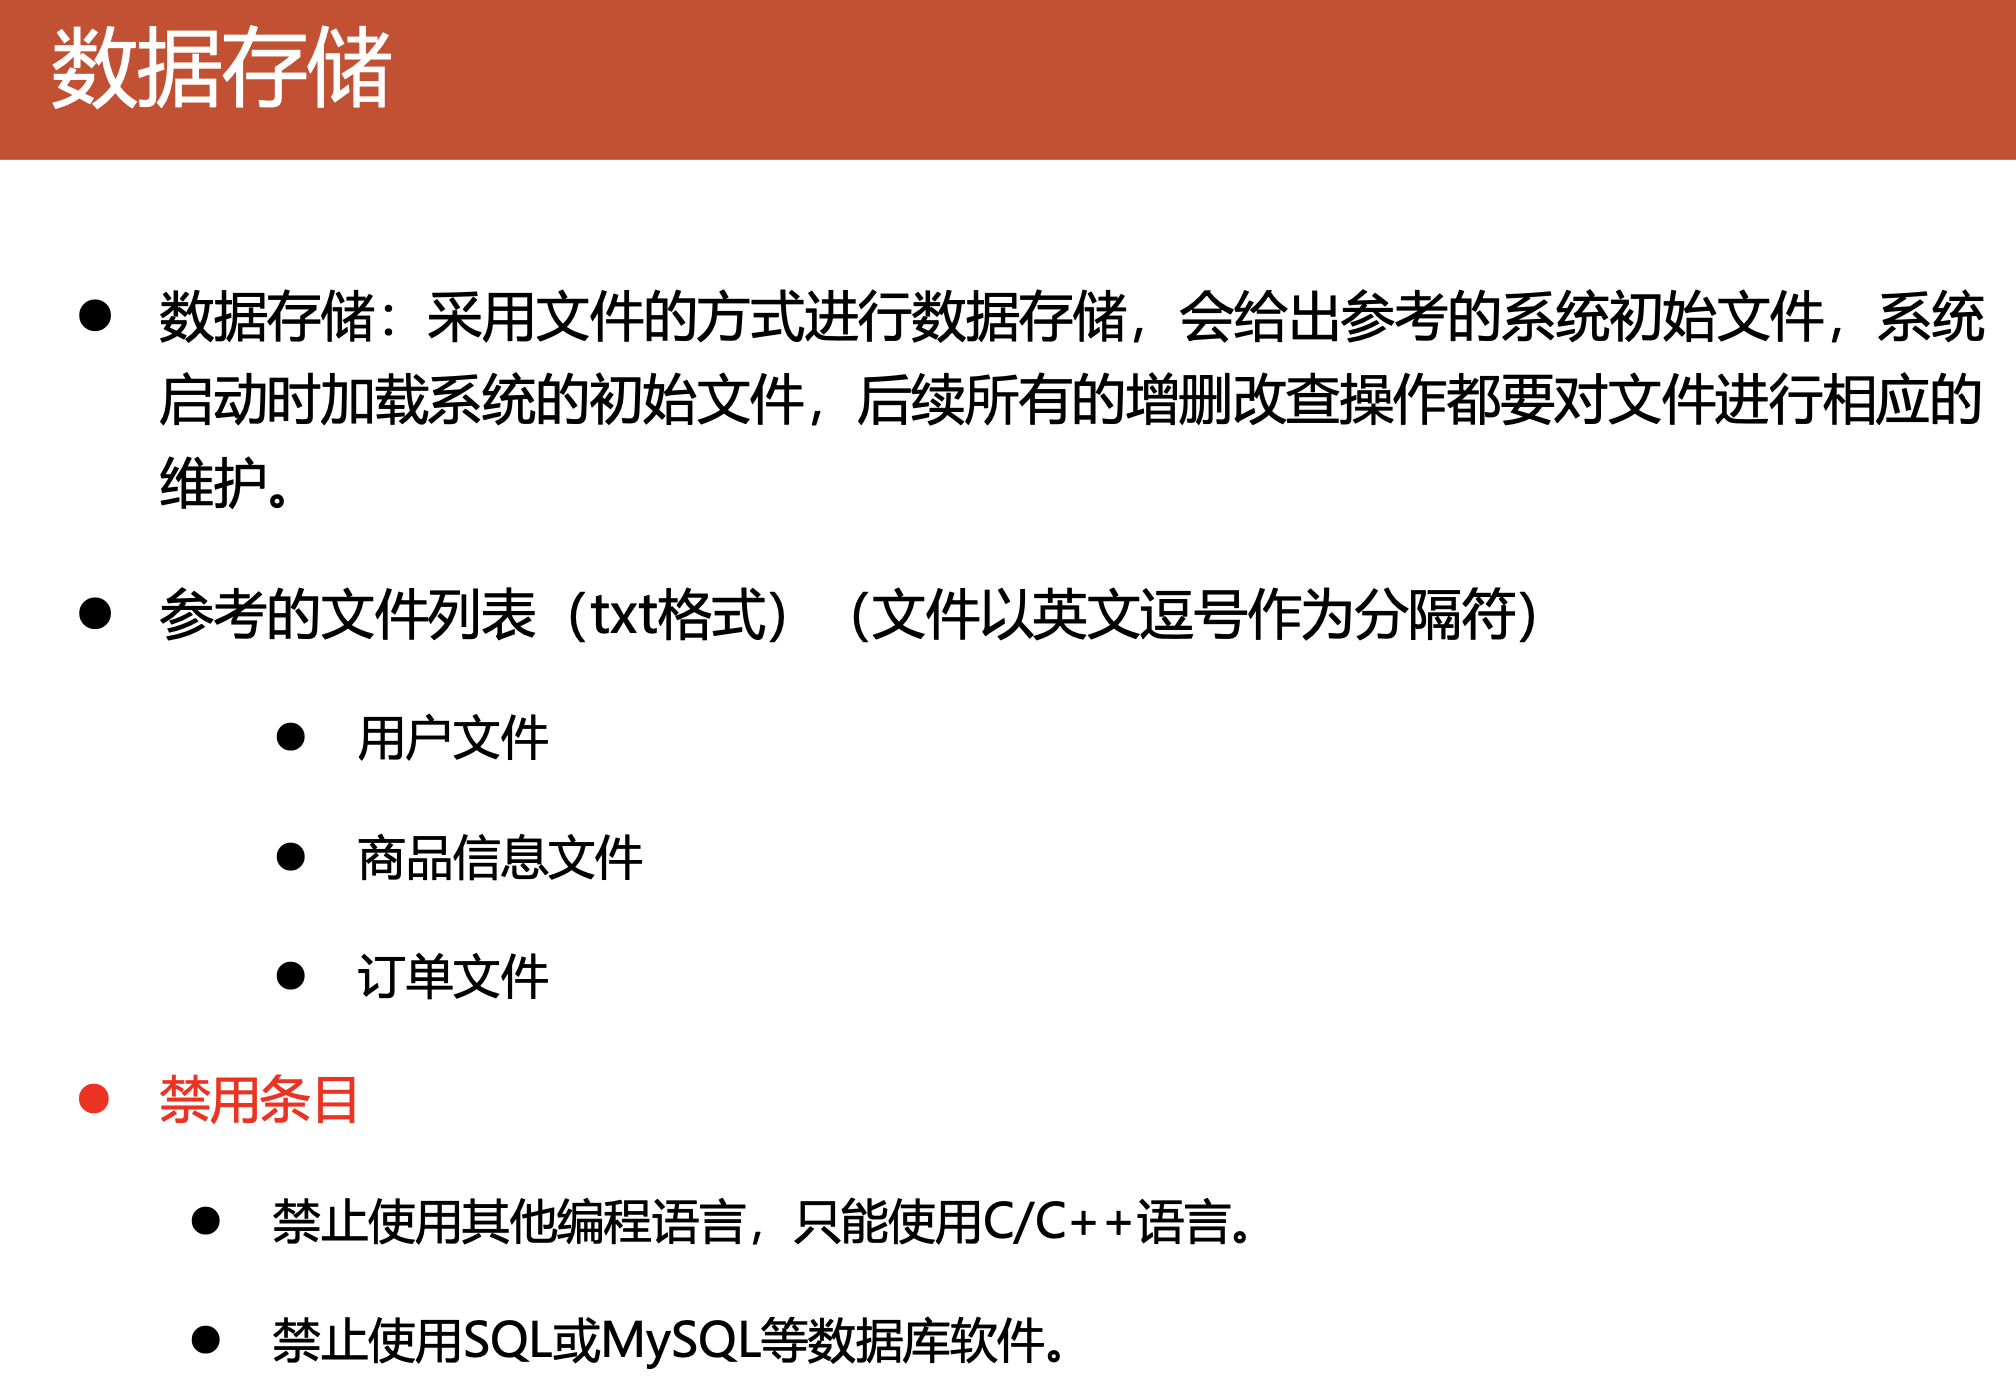 数据存储
数据存储：采用文件的方式进行数据存储，会给出参考的系统初始文件，系统
启动时加载系统的初始文件，后续所有的增删改查操作都要对文件进行相应的
维护。
参考的文件列表（txt格式）（文件以英文逗号作为分隔符）
用户文件
商品信息文件
订单文件
禁用条目
禁止使用其他编程语言，只能使用C/C++语言。
禁止使用SQL或MySQL等数据库软件。